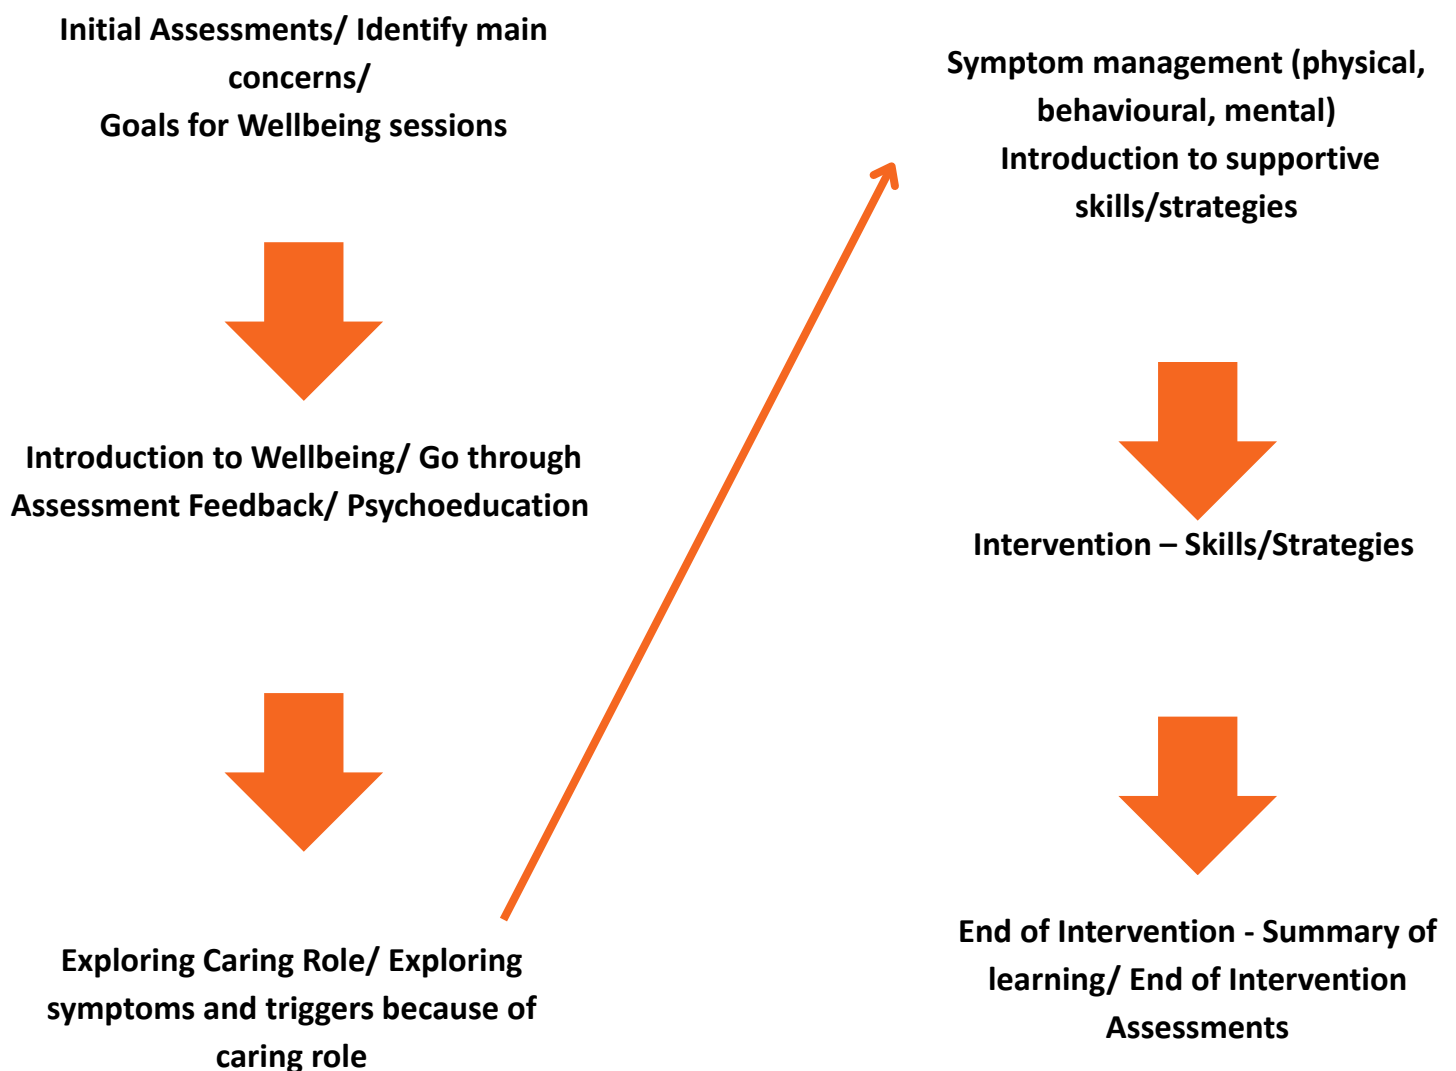 Initial Assessments/ Identify main
concerns/
Goals for Wellbeing sessions
Introduction to Wellbeing/ Go through
Assessment Feedback/ Psychoeducation
Exploring Caring Role/ Exploring
symptoms and triggers because of
caring role
Symptom management (physical,
behavioural, mental)
Introduction to supportive
skills/strategies
Intervention – Skills/Strategies
End of Intervention - Summary of
learning/ End of Intervention
Assessments